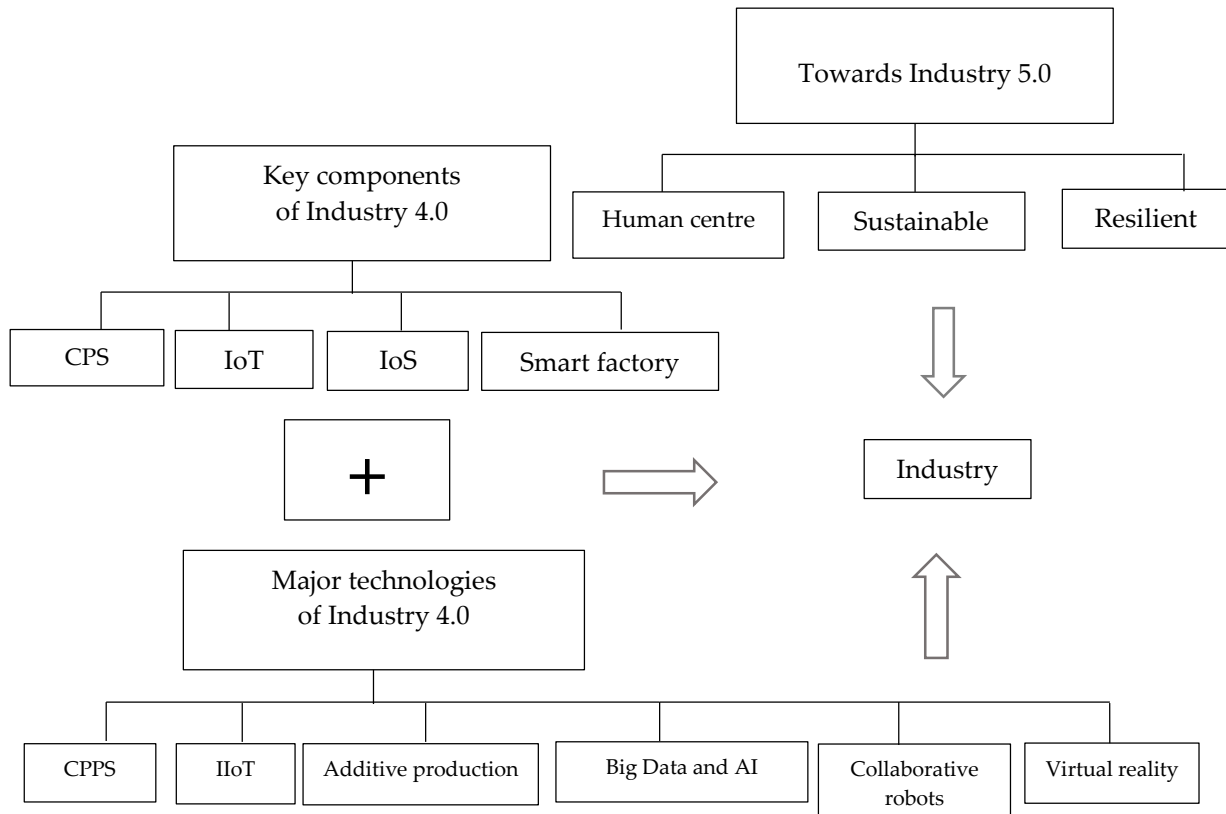 Towards Industry 5.0
Key components
of Industry 4.0
Human centre
Sustainable
Resilient
CPS
IoT
IoS
Smart factory
+
Industry
Major technologies
of Industry 4.0
CPPS
IIoT
Additive production
Big Data and AI
Collaborative
robots
Virtual reality